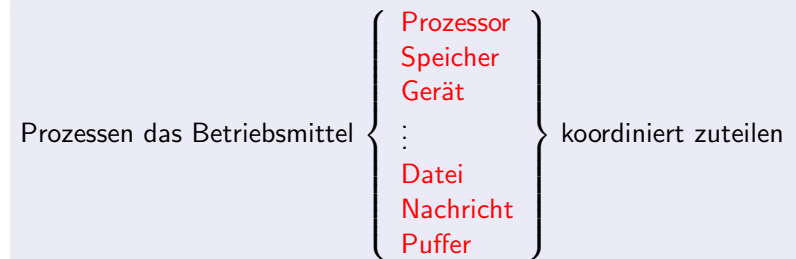 Prozessor
Speicher
Gerät
Prozessen das Betriebsmittel { ⋮ } koordiniert zuteilen
Datei
Nachricht
Puffer